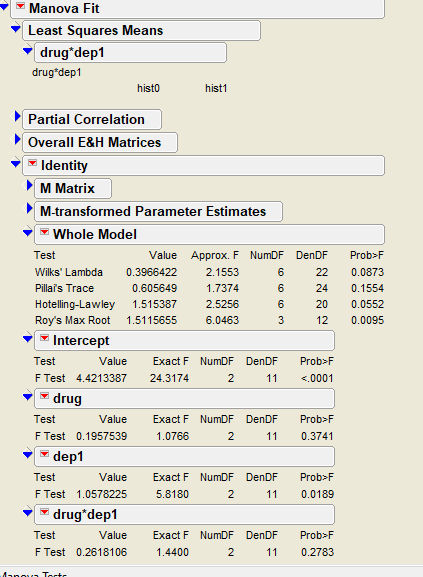 Manova Fit
Least Squares Means
drug*dep1
drug*dep1
hist0 hist1
Partial Correlation
Overall E&H Matrices
Identity
M Matrix
M-transformed Parameter Estimates
Whole Model
Test Value Approx. F NumDF DenDF Prob>F
Wilks' Lambda 0.3966422 2.1553 6 22 0.0873
Pillai's Trace 0.605649 1.7374 6 24 0.1554
Hotelling-Lawley 1.515387 2.5256 6 20 0.0552
Roy's Max Root 1.5115655 6.0463 3 12 0.0095
Intercept
Test Value Exact F NumDF DenDF Prob>F
F Test 4.4213387 24.3174 2 11 <.0001
drug
Test Value Exact F NumDF DenDF Prob>F
F Test 0.1957539 1.0766 2 11 0.3741
dep1
Test Value Exact F NumDF DenDF Prob>F
F Test 1.0578225 5.8180 2 11 0.0189
drug*dep1
Test Value Exact F NumDF DenDF Prob>F
F Test 0.2618106 1.4400 2 11 0.2783
Manova Tests